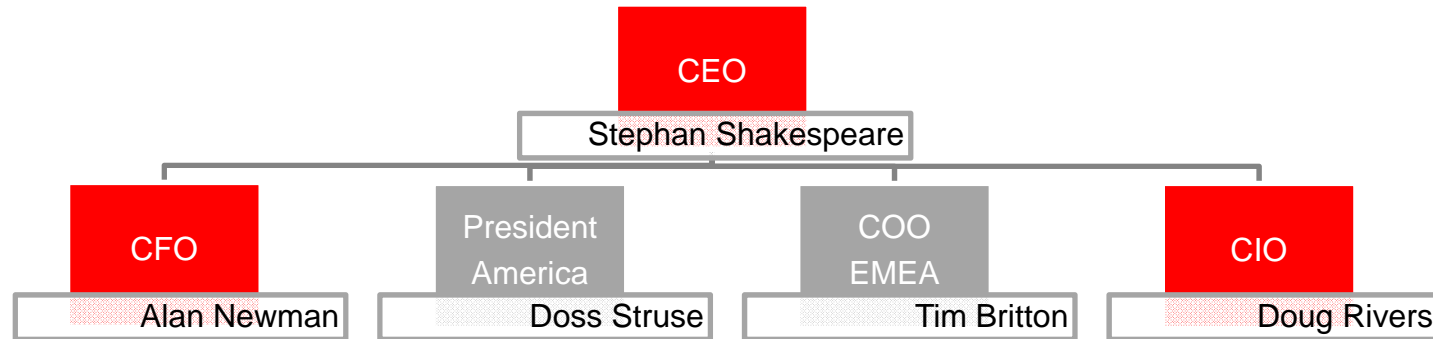 CEO
Stephan Shakespeare
CFO
Alan Newman
President
America
Doss Struse
COO
EMEA
Tim Britton
CIO
Doug Rivers